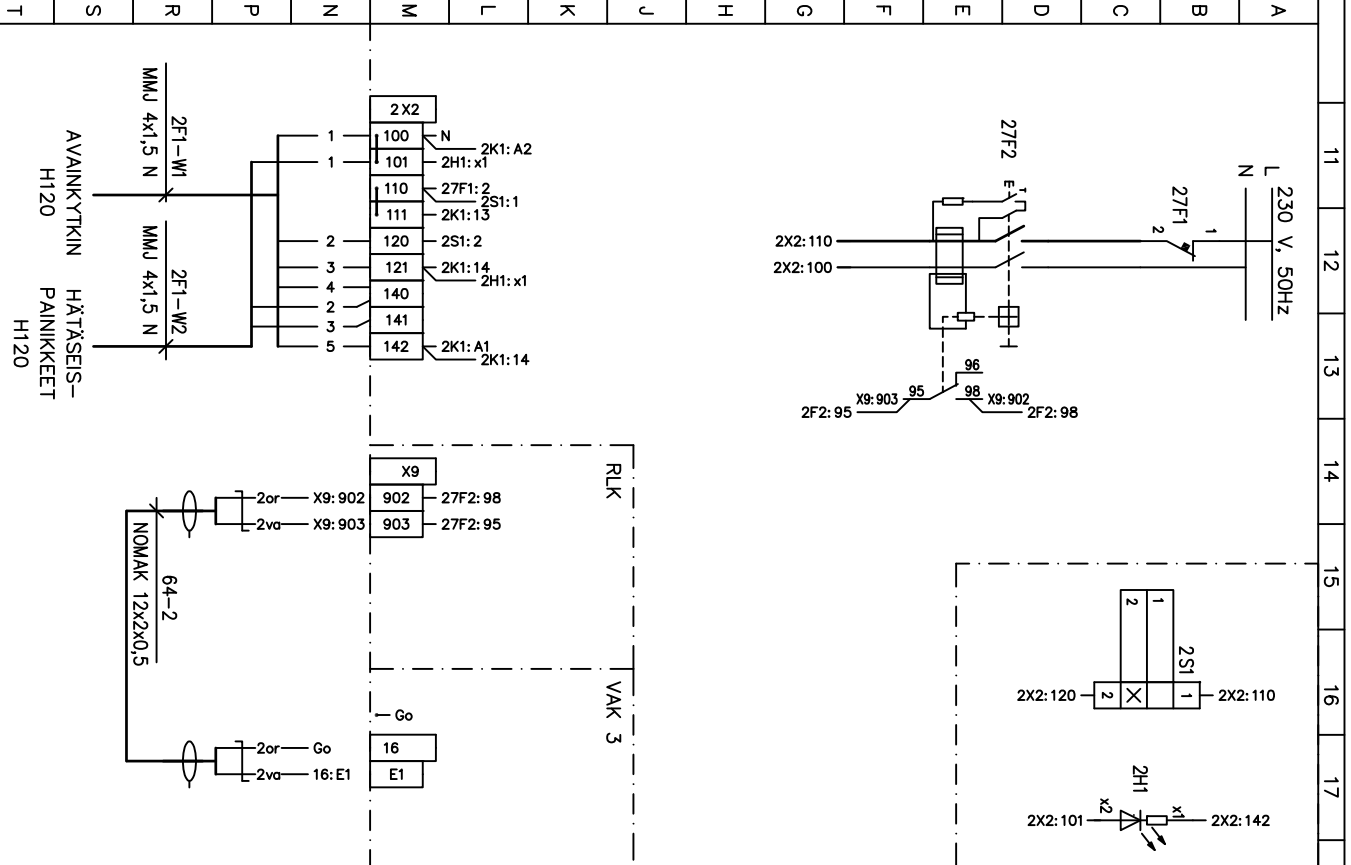 T S R P N M L K J H G F E D C B A
11
12
13
14
15
16
17
L 230 V, 50Hz
N
27F1
1
2
27F2
E
T
2X2:110
2X2:100
96
95
98
X9:903
X9:902
2F2:95
2F2:98
2X2
1 100 N
2K1:A2
1 101 2H1:x1
110 27F1:2
2S1:1
111 2K1:13
2 120 2S1:2
3 121 2K1:14
2H1:x1
4 140
2
3 141
5 142 2K1:A1
2K1:14
2F1-W1
MMJ 4x1,5 N
2F1-W2
MMJ 4x1,5 N
AVAINKYTKIN
H120
HÄTÄSEIS-
PAINIKKEET
H120
RLK
X9
2or X9:902 902 27F2:98
2va X9:903 903 27F2:95
64-2
NOMAK 12x2x0,5
VAK 3
Go
2or Go 16
2va 16:E1 E1
1
2
2S1
2X2:120 2 X 1 2X2:110
2H1
2X2:101 x2 x1 2X2:142